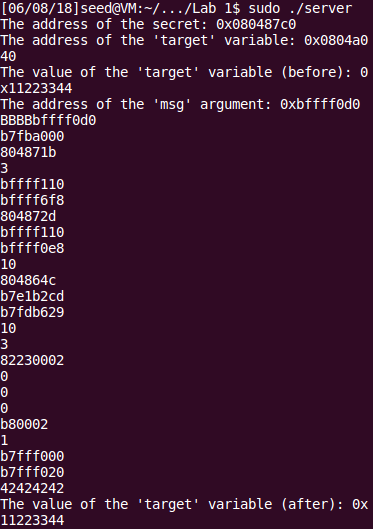 [06/08/18]seed@VM:~/.../Lab 1$ sudo ./server
The address of the secret: 0x080487c0
The address of the 'target' variable: 0x0804a0
40
The value of the 'target' variable (before): 0
x11223344
The address of the 'msg' argument: 0xbffff0d0
BBBBbffff0d0
b7fba000
804871b
3
bffff110
bffff6f8
804872d
bffff110
bffff0e8
10
804864c
b7e1b2cd
b7fdb629
10
3
82230002
0
0
0
b80002
1
b7fff000
b7fff020
42424242
The value of the 'target' variable (after): 0x
11223344